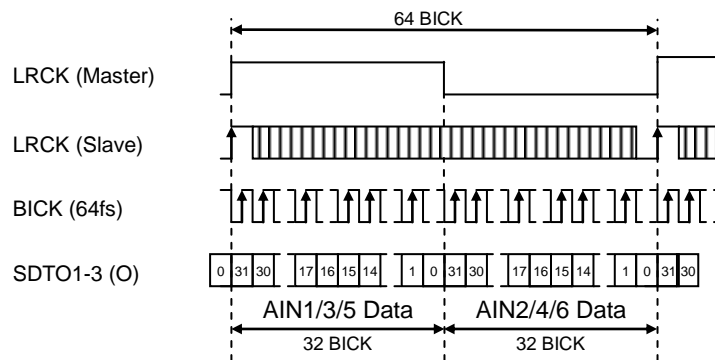 64 BICK
LRCK (Master)
LRCK (Slave)
BICK (64fs)
SDTO1-3 (O)
0 31 30 17 16 15 14 1 0 31 30 17 16 15 14 1 0 31 30
AIN1/3/5 Data AIN2/4/6 Data
32 BICK 32 BICK